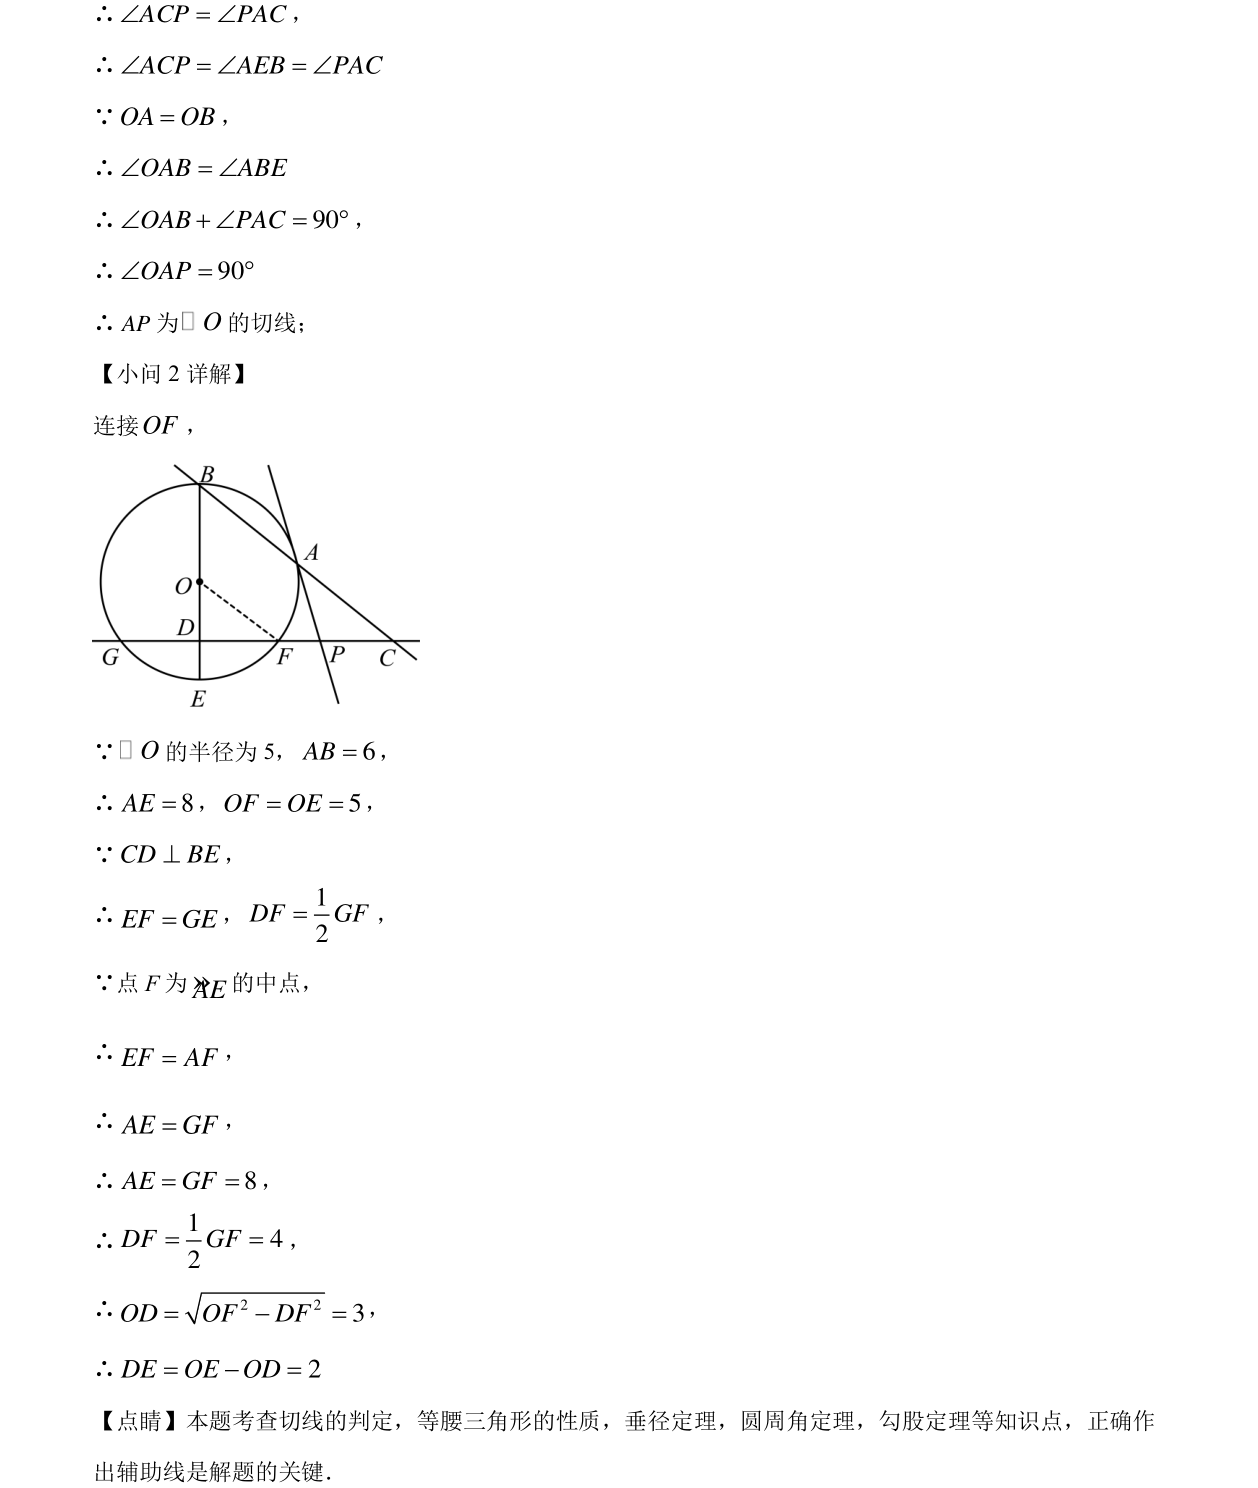 ∴ ∠ACP = ∠PAC，
∴ ∠ACP = ∠AEB = ∠PAC
∵ OA = OB，
∴ ∠OAB = ∠ABE
∴ ∠OAB + ∠PAC = 90°，
∴ ∠OAP = 90°
∴ AP 为□ O 的切线；
【小问 2 详解】
连接OF，
B
A
O
D
G
F
P
C
E
∵□ O 的半径为 5， AB = 6，
∴ AE = 8，OF = OE = 5，
∵ CD ⊥ BE，
∴ EF = GE， DF = 1/2 GF，
∵点 F 为 AE 的中点，
∴ EF = AF，
∴ AE = GF，
∴ AE = GF = 8，
∴ DF = 1/2 GF = 4，
∴ OD = √(OF² − DF²) = 3，
∴ DE = OE − OD = 2
【点睛】本题考查切线的判定，等腰三角形的性质，垂径定理，圆周角定理，勾股定理等知识点，正确作
出辅助线是解题的关键．